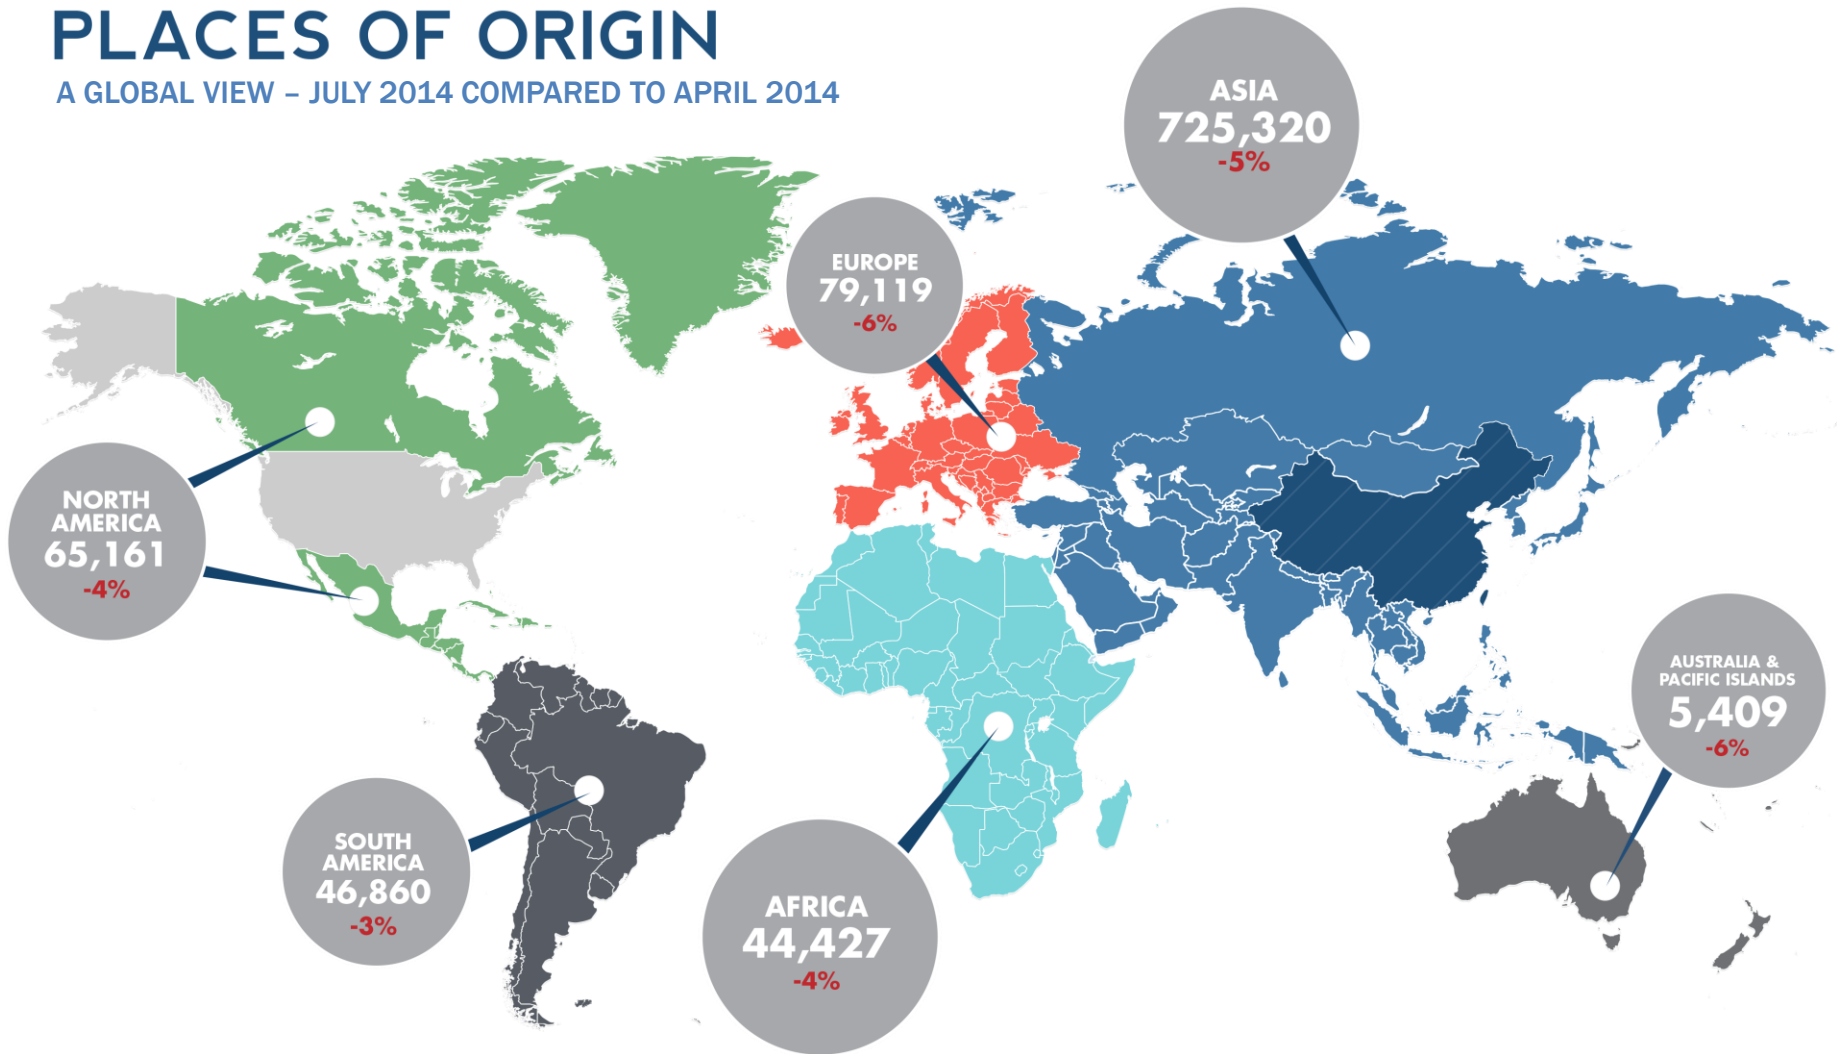 PLACES OF ORIGIN
A GLOBAL VIEW – JULY 2014 COMPARED TO APRIL 2014
ASIA
725,320
-5%
EUROPE
79,119
-6%
NORTH
AMERICA
65,161
-4%
AUSTRALIA &
PACIFIC ISLANDS
5,409
-6%
SOUTH
AMERICA
46,860
-3%
AFRICA
44,427
-4%